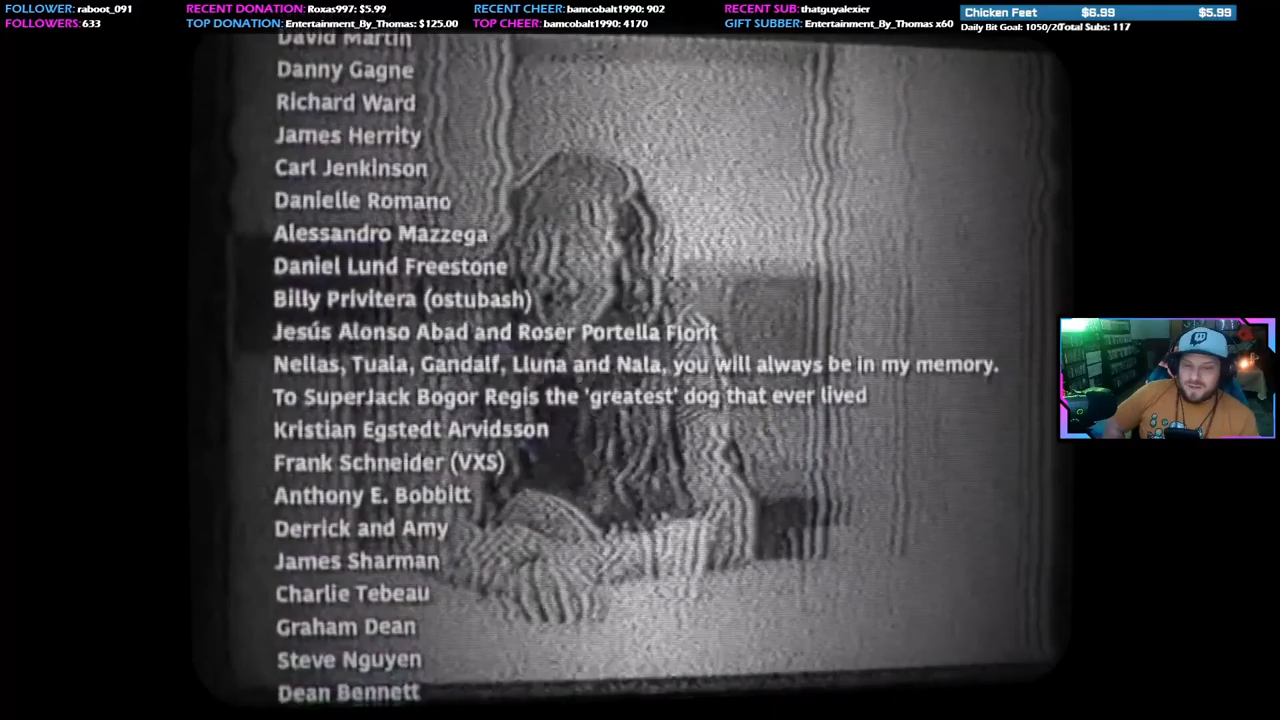 FOLLOWER: raboot_091 RECENT DONATION: Roxas997: $5.99 RECENT CHEER: bamcobalt1990: 902 RECENT SUB: thatguyalexier
FOLLOWERS: 633 TOP DONATION: Entertainment_By_Thomas: $125.00 TOP CHEER: bamcobalt1990: 4170 GIFT SUBBER: Entertainment_By_Thomas x60
Chicken Feet $6.99 $5.99
Daily Bit Goal: 1050/20 Total Subs: 117
David Martin
Danny Gagne
Richard Ward
James Herrity
Carl Jenkinson
Danielle Romano
Alessandro Mazzega
Daniel Lund Freestone
Billy Privitera (ostubash)
Jesús Alonso Abad and Roser Portella Florit
Nellas, Tuala, Gandalf, Lluna and Nala, you will always be in my memory.
To SuperJack Bogor Regis the 'greatest' dog that ever lived
Kristian Egstedt Arvidsson
Frank Schneider (VXS)
Anthony E. Bobbitt
Derrick and Amy
James Sharman
Charlie Tebeau
Graham Dean
Steve Nguyen
Dean Bennett